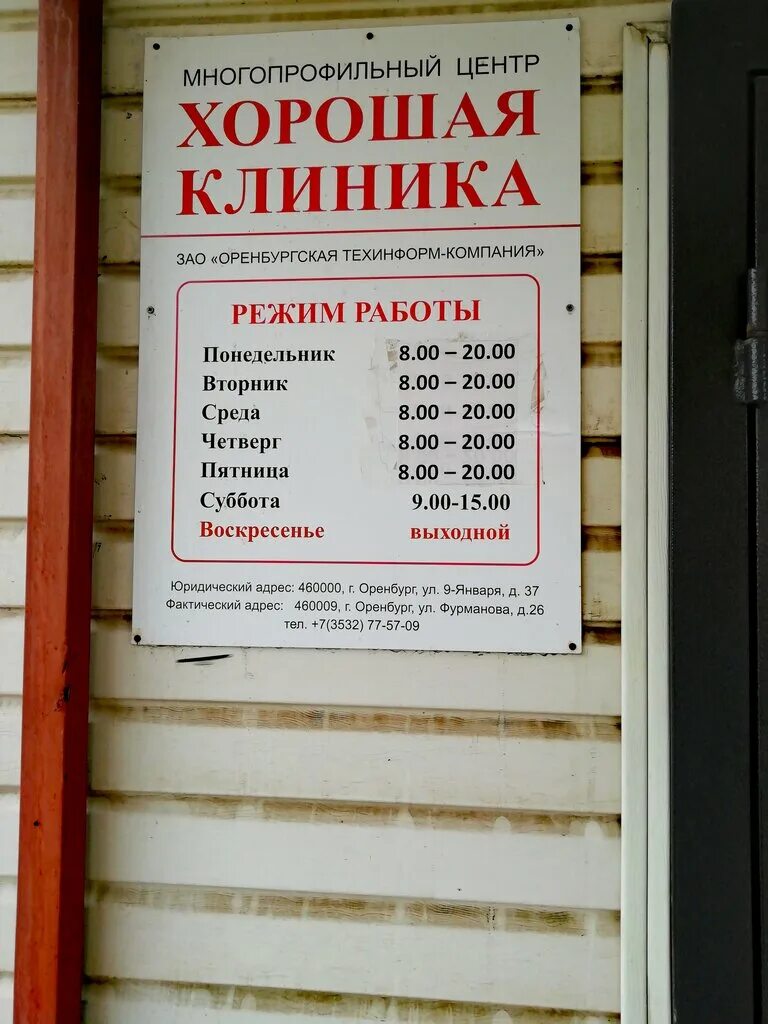 МНОГОПРОФИЛЬНЫЙ ЦЕНТР
ХОРОШАЯ
КЛИНИКА
ЗАО «ОРЕНБУРГСКАЯ ТЕХИНФОРМ-КОМПАНИЯ»
РЕЖИМ РАБОТЫ
Понедельник 8.00 – 20.00
Вторник 8.00 – 20.00
Среда 8.00 – 20.00
Четверг 8.00 – 20.00
Пятница 8.00 – 20.00
Суббота 9.00-15.00
Воскресенье выходной
Юридический адрес: 460000, г. Оренбург, ул. 9-Января, д. 37
Фактический адрес: 460009, г. Оренбург, ул. Фурманова, д.26
тел. +7(3532) 77-57-09